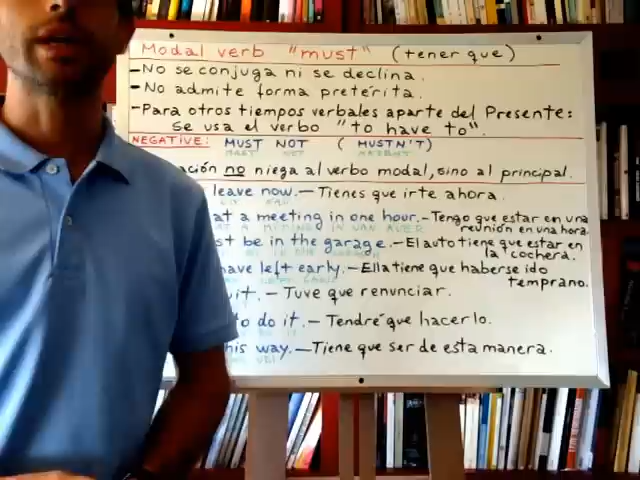 Modal verb "must" (tener que)
-No se conjuga ni se declina.
-No admite forma preterita.
-Para otros tiempos verbales aparte del Presente:
se usa el verbo "to have to".
NEGATIVE: MUST NOT (MUSTN'T)
ación no niega al verbo modal, sino al principal.
leave now.-Tienes que irte ahora.
at a meeting in one hour.-Tengo que estar en una
reunión en una hora.
st be in the garage.-El auto tiene que estar en
la cochera.
have left early.-Ella tiene que haberse ido
temprano.
uit.-Tuve que renunciar.
to do it.-Tendré que hacerlo.
his way.-Tiene que ser de esta manera.